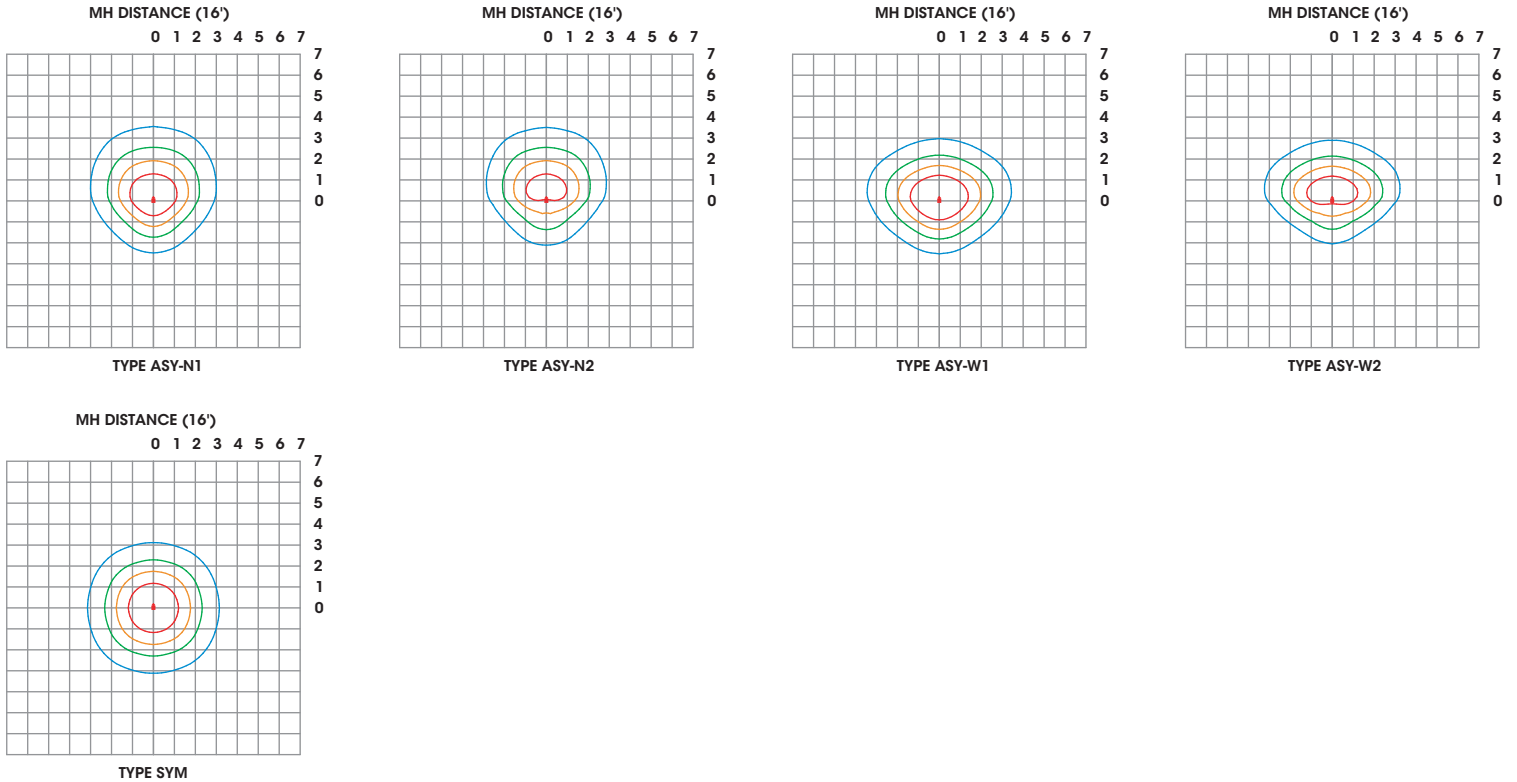 MH DISTANCE (16')
0 1 2 3 4 5 6 7
7
6
5
4
3
2
1
0
TYPE ASY-N1
MH DISTANCE (16')
0 1 2 3 4 5 6 7
7
6
5
4
3
2
1
0
TYPE ASY-N2
MH DISTANCE (16')
0 1 2 3 4 5 6 7
7
6
5
4
3
2
1
0
TYPE ASY-W1
MH DISTANCE (16')
0 1 2 3 4 5 6 7
7
6
5
4
3
2
1
0
TYPE ASY-W2
MH DISTANCE (16')
0 1 2 3 4 5 6 7
7
6
5
4
3
2
1
0
TYPE SYM